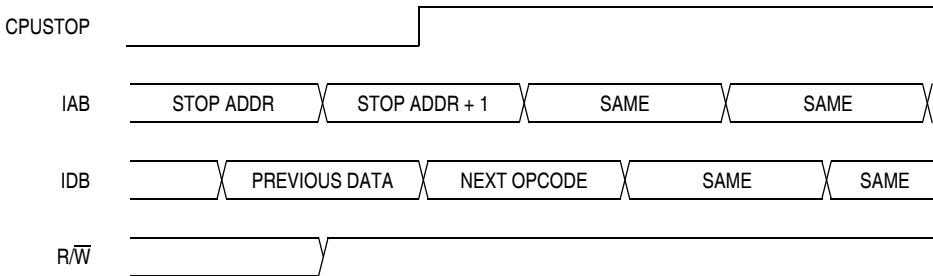 CPUSTOP
IAB STOP ADDR STOP ADDR + 1 SAME SAME
IDB PREVIOUS DATA NEXT OPCODE SAME SAME
R/W̅